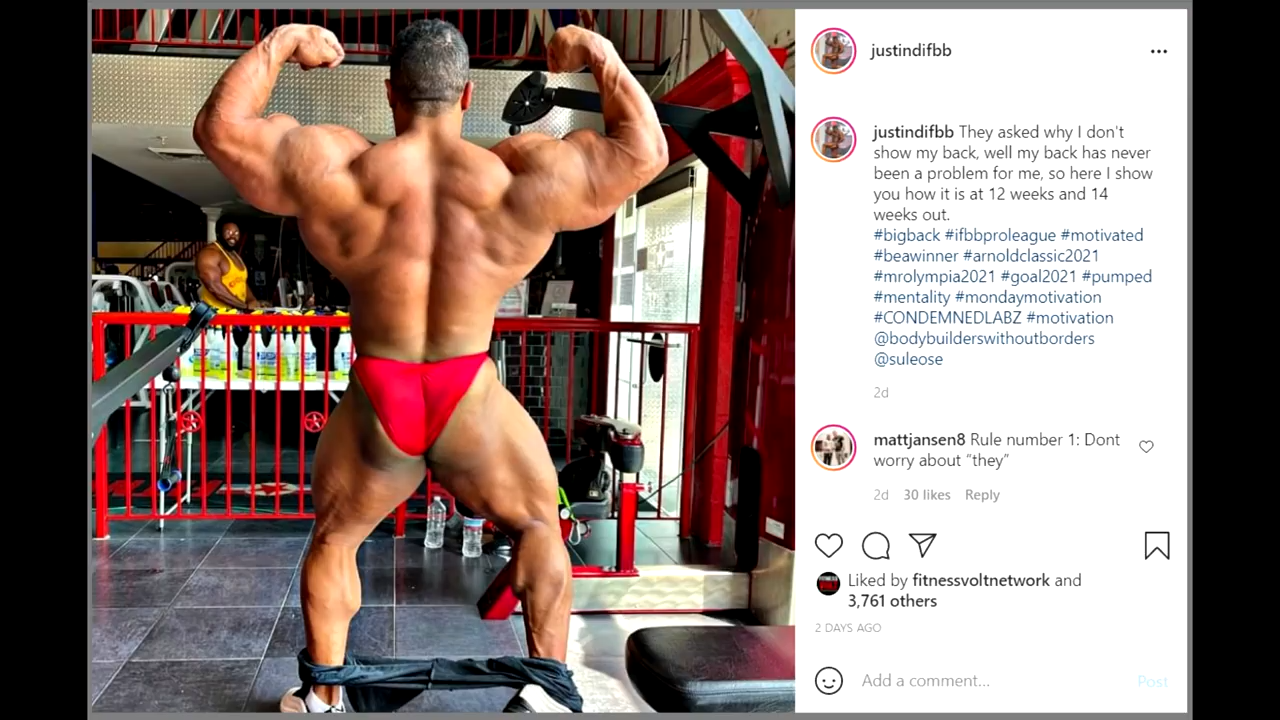 justindifbb
justindifbb They asked why I don't
show my back, well my back has never
been a problem for me, so here I show
you how it is at 12 weeks and 14
weeks out.
#bigback #ifbbproleague #motivated
#beawinner #arnoldclassic2021
#mrolympia2021 #goal2021 #pumped
#mentality #mondaymotivation
#CONDEMNEDLABZ #motivation
@bodybuilderswithoutborders
@suleose
2d
mattjansen8 Rule number 1: Dont
worry about “they”
2d 30 likes Reply
Liked by fitnessvoltnetwork and
3,761 others
2 DAYS AGO
Add a comment... Post